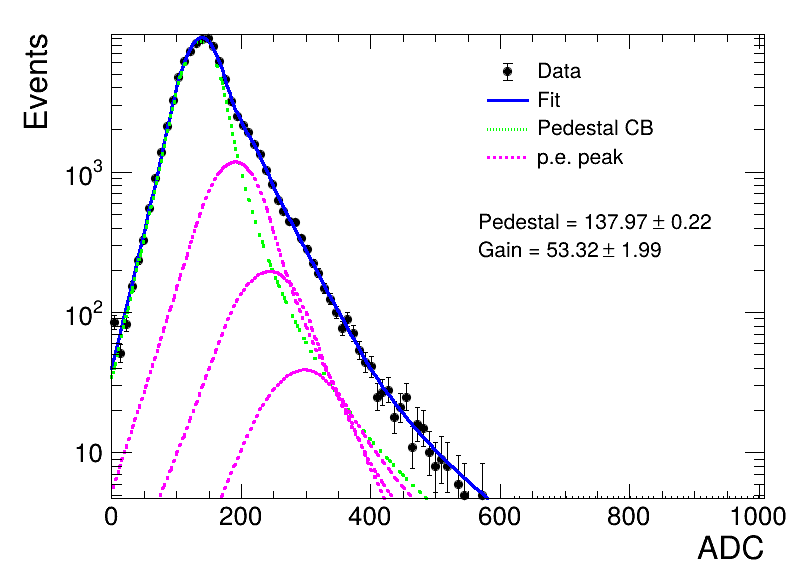 Events
10³
10²
10
0
200
400
600
800
1000
ADC
Data
Fit
Pedestal CB
p.e. peak
Pedestal = 137.97 ± 0.22
Gain = 53.32 ± 1.99